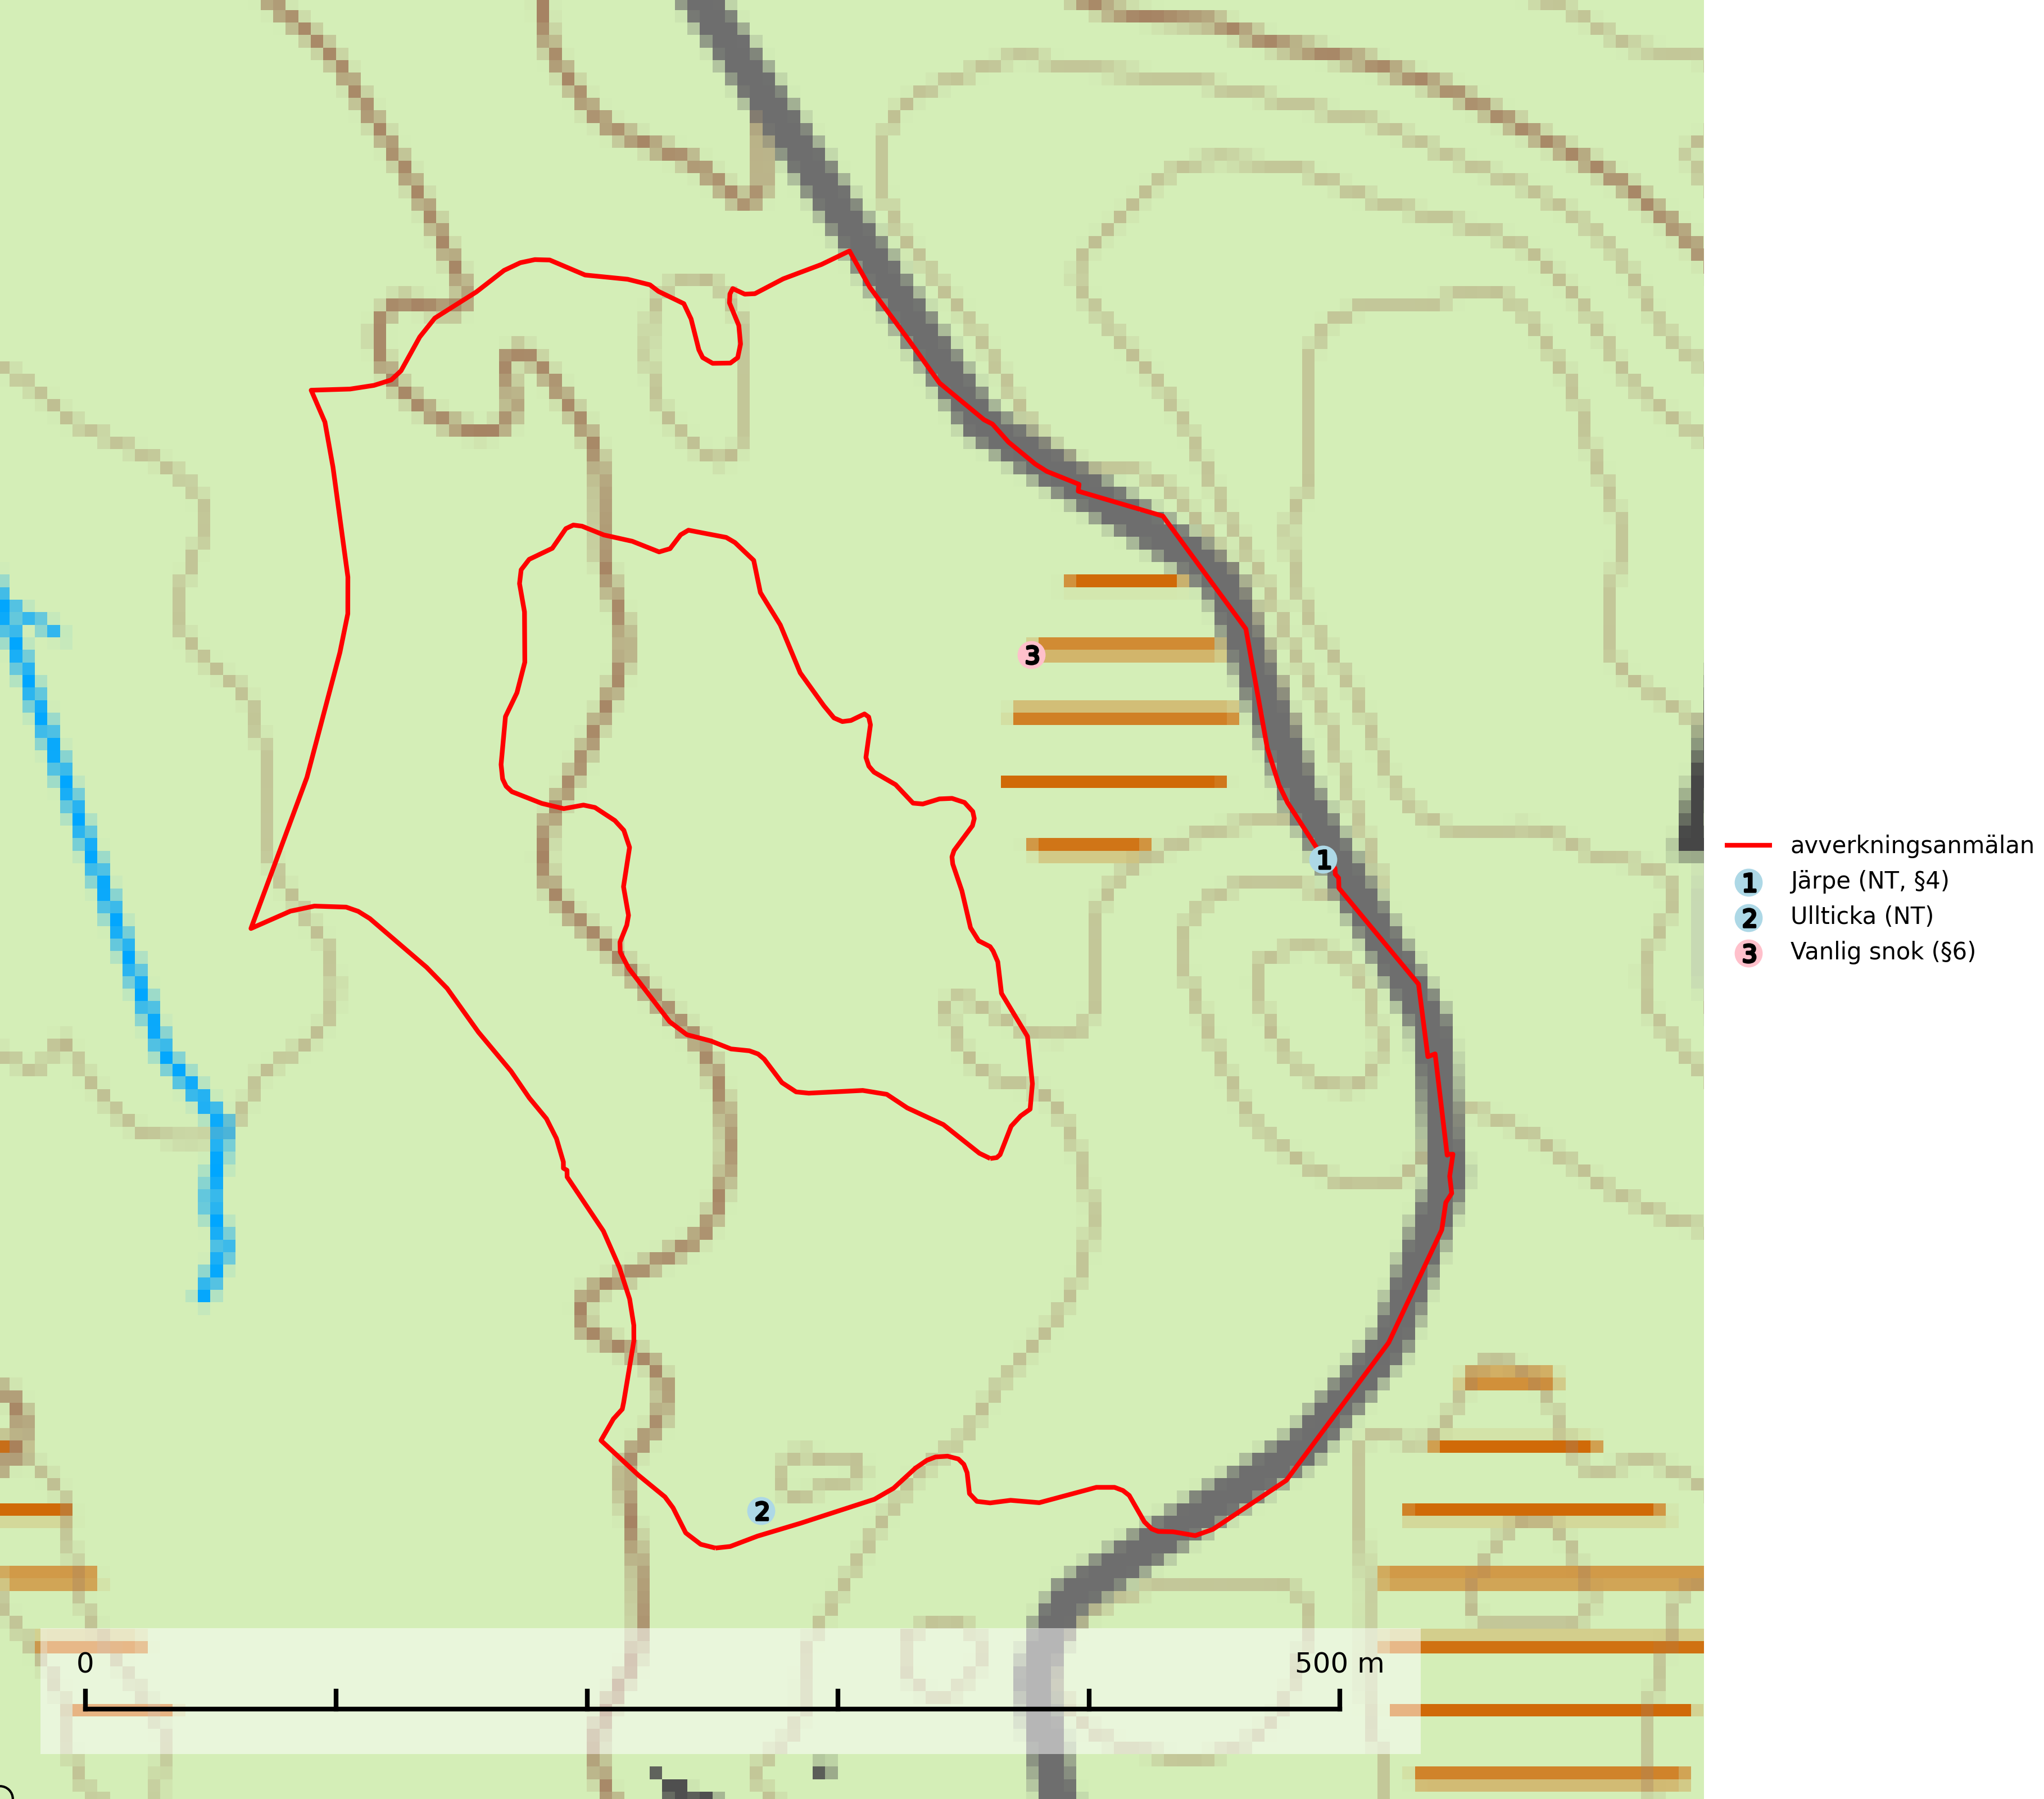 3
1
2
0
500 m
avverkningsanmälan
1 Järpe (NT, §4)
2 Ullticka (NT)
3 Vanlig snok (§6)